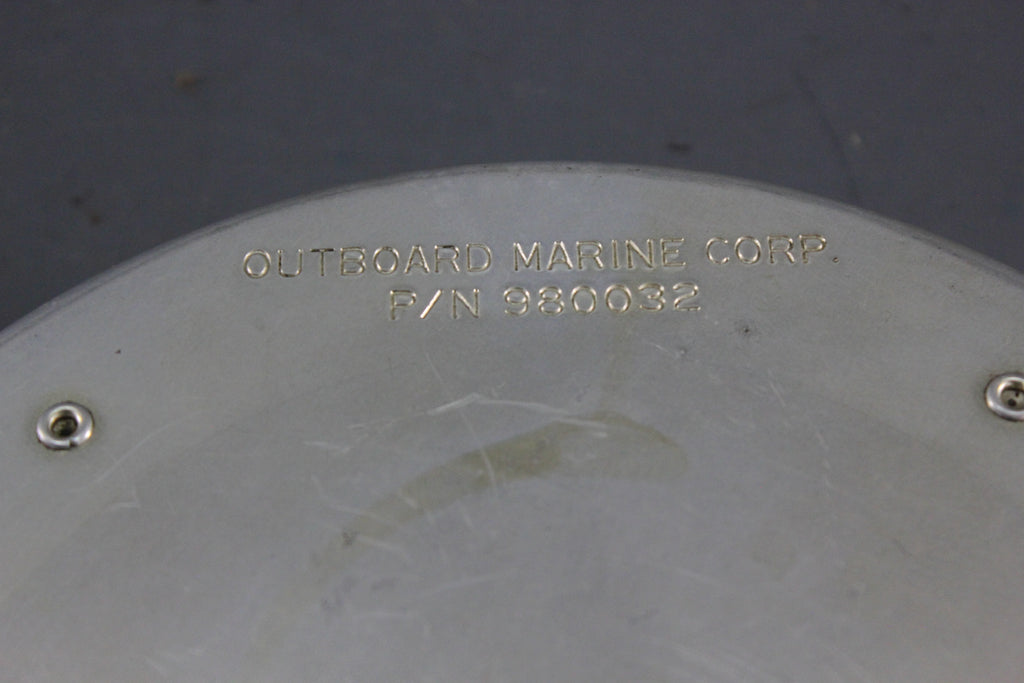 OUTBOARD MARINE CORP.
P/N 980032